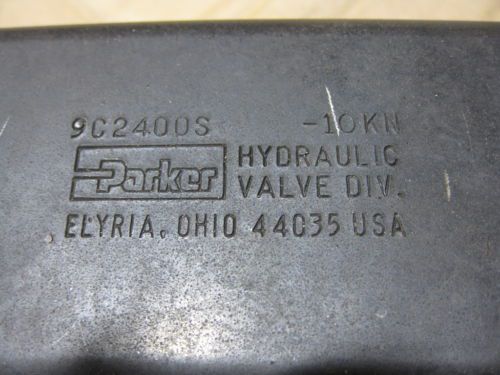 9C2400S -10KN
Parker HYDRAULIC
VALVE DIV.
ELYRIA, OHIO 44035 USA